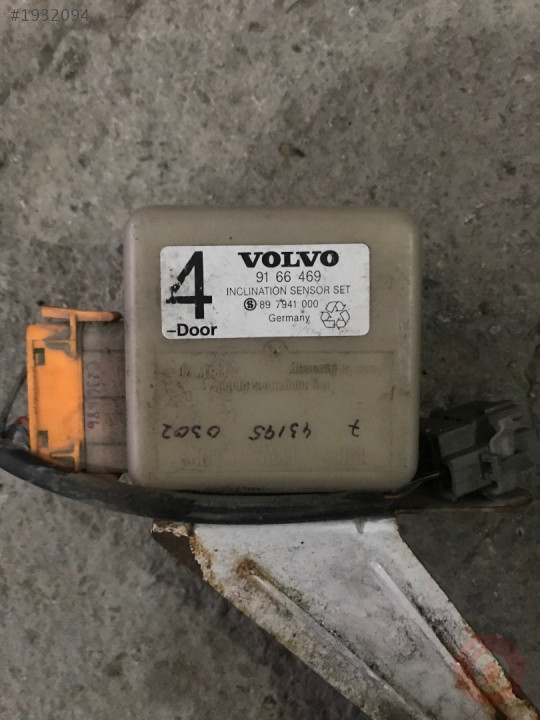 #1932094
VOLVO
4
91 66 469
INCLINATION SENSOR SET
S 89 7941 000
-Door
Germany
7 43195 0302